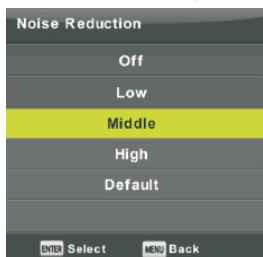 Noise Reduction
Off
Low
Middle
High
Default
ENTER Select MENU Back